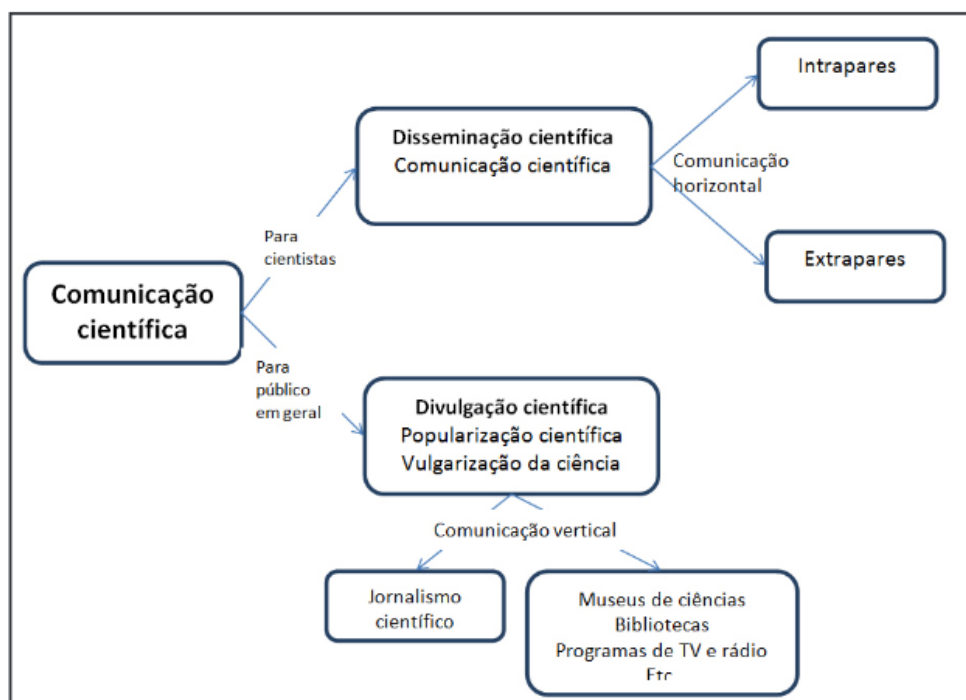 Intrapares
Disseminação científica
Comunicação científica
Comunicação
horizontal
Para
cientistas
Extrapares
Comunicação
científica
Para
público
em geral
Divulgação científica
Popularização científica
Vulgarização da ciência
Comunicação vertical
Jornalismo
científico
Museus de ciências
Bibliotecas
Programas de TV e rádio
Etc